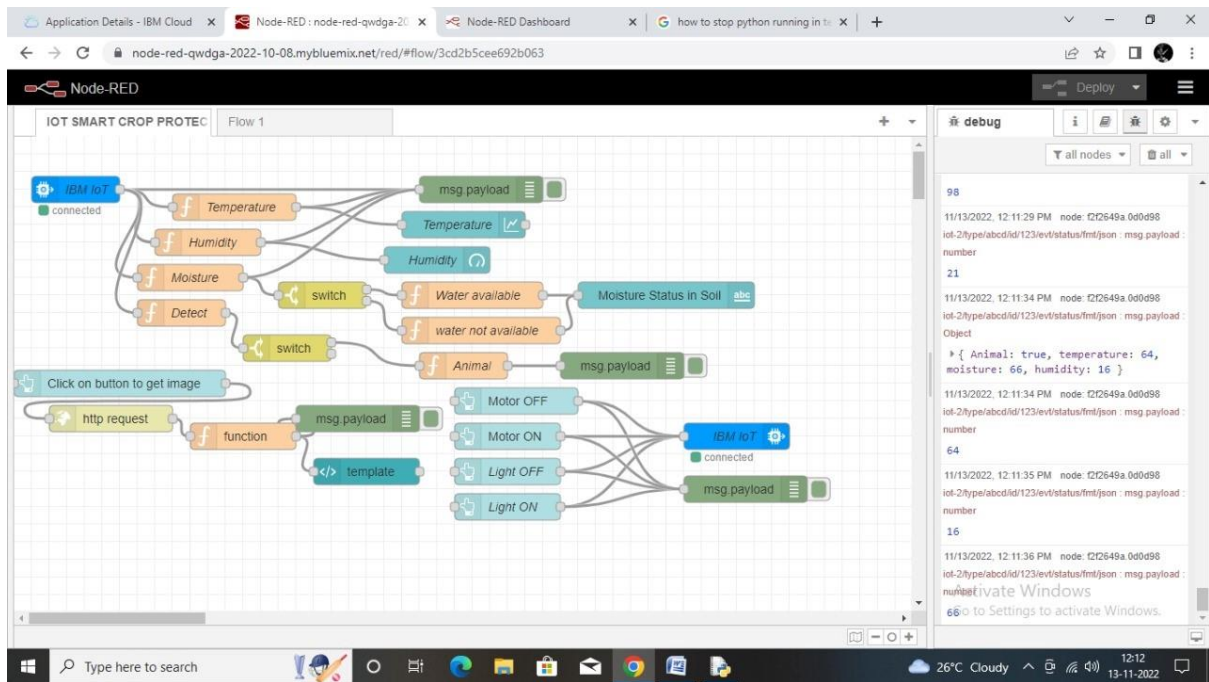 Application Details - IBM Cloud
Node-RED : node-red-qwdga-20
Node-RED Dashboard
how to stop python running in te
node-red-qwdga-2022-10-08.mybluemix.net/red/#flow/3cd2b5cee692b063
Node-RED
Deploy
IOT SMART CROP PROTEC
Flow 1
debug
all nodes
all
IBM IoT
connected
msg.payload
Temperature
Temperature
Humidity
Humidity
Moisture
switch
Water available
Moisture Status in Soil
abc
Detect
water not available
switch
Animal
msg.payload
Click on button to get image
Motor OFF
http request
msg.payload
function
Motor ON
IBM IoT
connected
template
Light OFF
msg.payload
Light ON
98
11/13/2022, 12:11:29 PM node: f2f2649a.0d0d98
iot-2/type/abcd/id/123/evt/status/fmt/json : msg.payload :
number
21
11/13/2022, 12:11:34 PM node: f2f2649a.0d0d98
iot-2/type/abcd/id/123/evt/status/fmt/json : msg.payload :
Object
{ Animal: true, temperature: 64,
moisture: 66, humidity: 16 }
11/13/2022, 12:11:34 PM node: f2f2649a.0d0d98
iot-2/type/abcd/id/123/evt/status/fmt/json : msg.payload :
number
64
11/13/2022, 12:11:35 PM node: f2f2649a.0d0d98
iot-2/type/abcd/id/123/evt/status/fmt/json : msg.payload :
number
16
11/13/2022, 12:11:36 PM node: f2f2649a.0d0d98
iot-2/type/abcd/id/123/evt/status/fmt/json : msg.payload :
number
66
Activate Windows
Go to Settings to activate Windows.
Type here to search
26°C Cloudy
12:12
13-11-2022